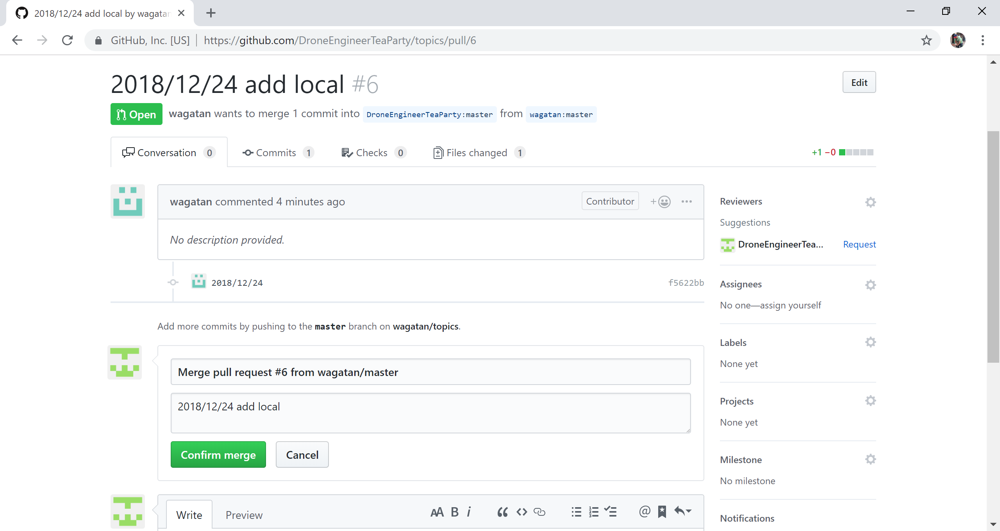 2018/12/24 add local by wagatan
GitHub, Inc. [US] https://github.com/DroneEngineerTeaParty/topics/pull/6
2018/12/24 add local #6
Edit
Open wagatan wants to merge 1 commit into DroneEngineerTeaParty:master from wagatan:master
Conversation 0 Commits 1 Checks 0 Files changed 1 +1 −0
wagatan commented 4 minutes ago Contributor
No description provided.
2018/12/24 f5622bb
Add more commits by pushing to the master branch on wagatan/topics.
Merge pull request #6 from wagatan/master
2018/12/24 add local
Confirm merge Cancel
Write Preview
Reviewers
Suggestions
DroneEngineerTea... Request
Assignees
No one—assign yourself
Labels
None yet
Projects
None yet
Milestone
No milestone
Notifications